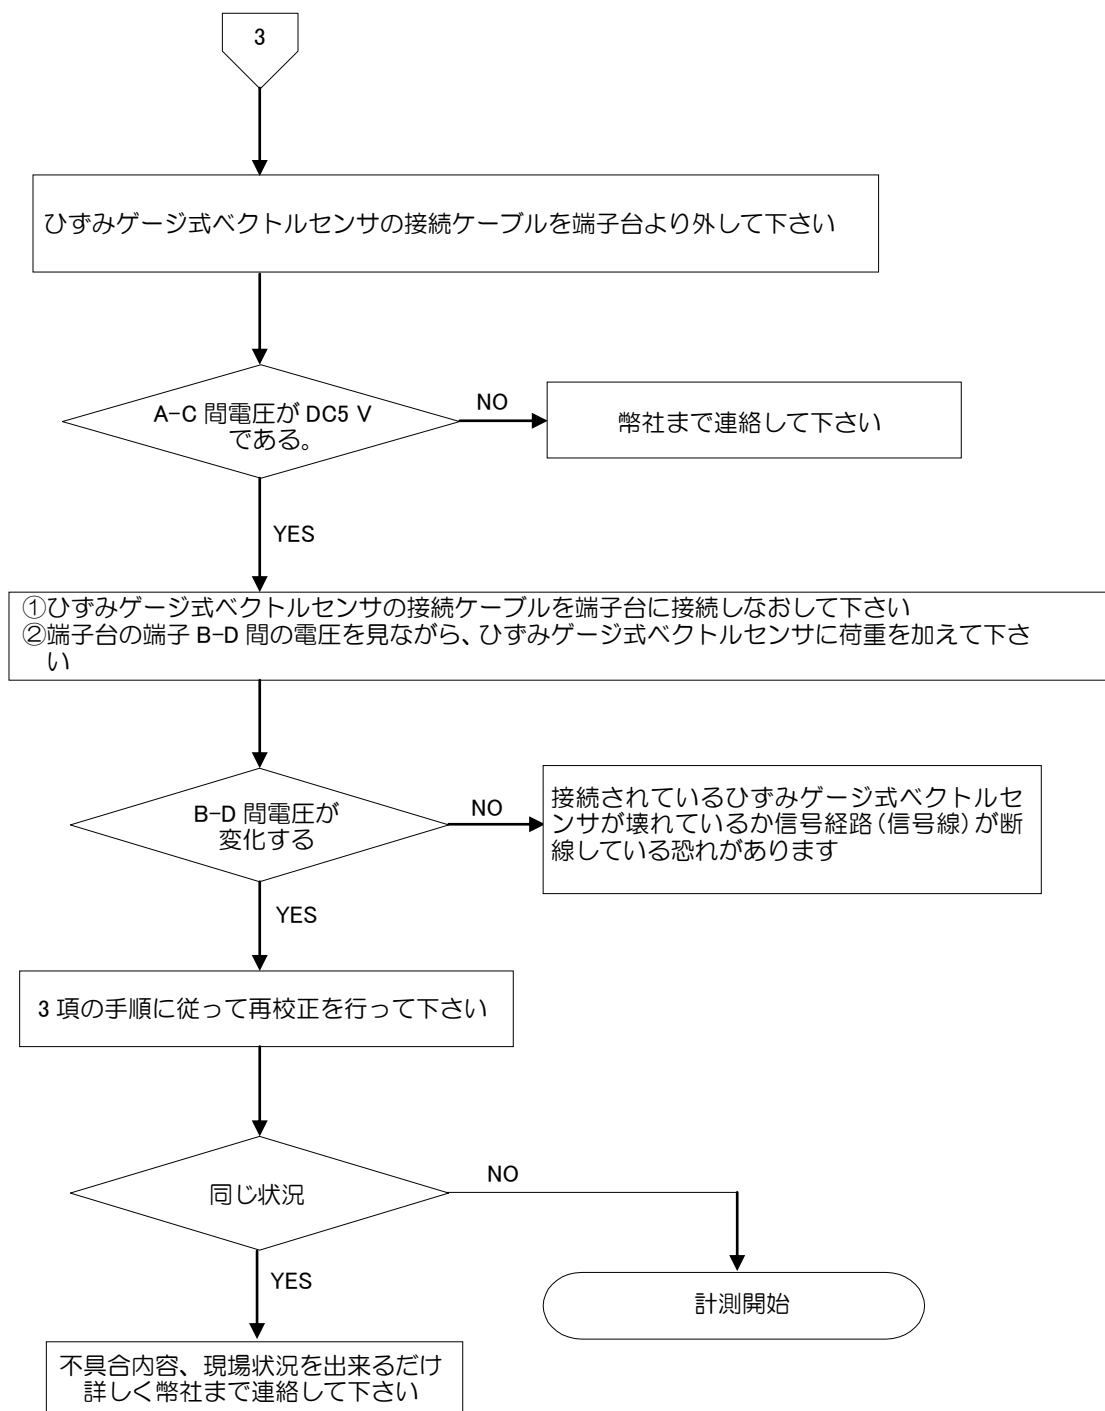 3
ひずみゲージ式ベクトルセンサの接続ケーブルを端子台より外して下さい
A-C 間電圧が DC5 V
である。
NO
幣社まで連絡して下さい
YES
①ひずみゲージ式ベクトルセンサの接続ケーブルを端子台に接続しなおして下さい
②端子台の端子 B-D 間の電圧を見ながら、ひずみゲージ式ベクトルセンサに荷重を加えて下さ
い
B-D 間電圧が
変化する
NO
接続されているひずみゲージ式ベクトルセ
ンサが壊れているか信号経路(信号線)が断
線している恐れがあります
YES
3 項の手順に従って再校正を行って下さい
同じ状況
NO
YES
計測開始
不具合内容、現場状況を出来るだけ
詳しく幣社まで連絡して下さい